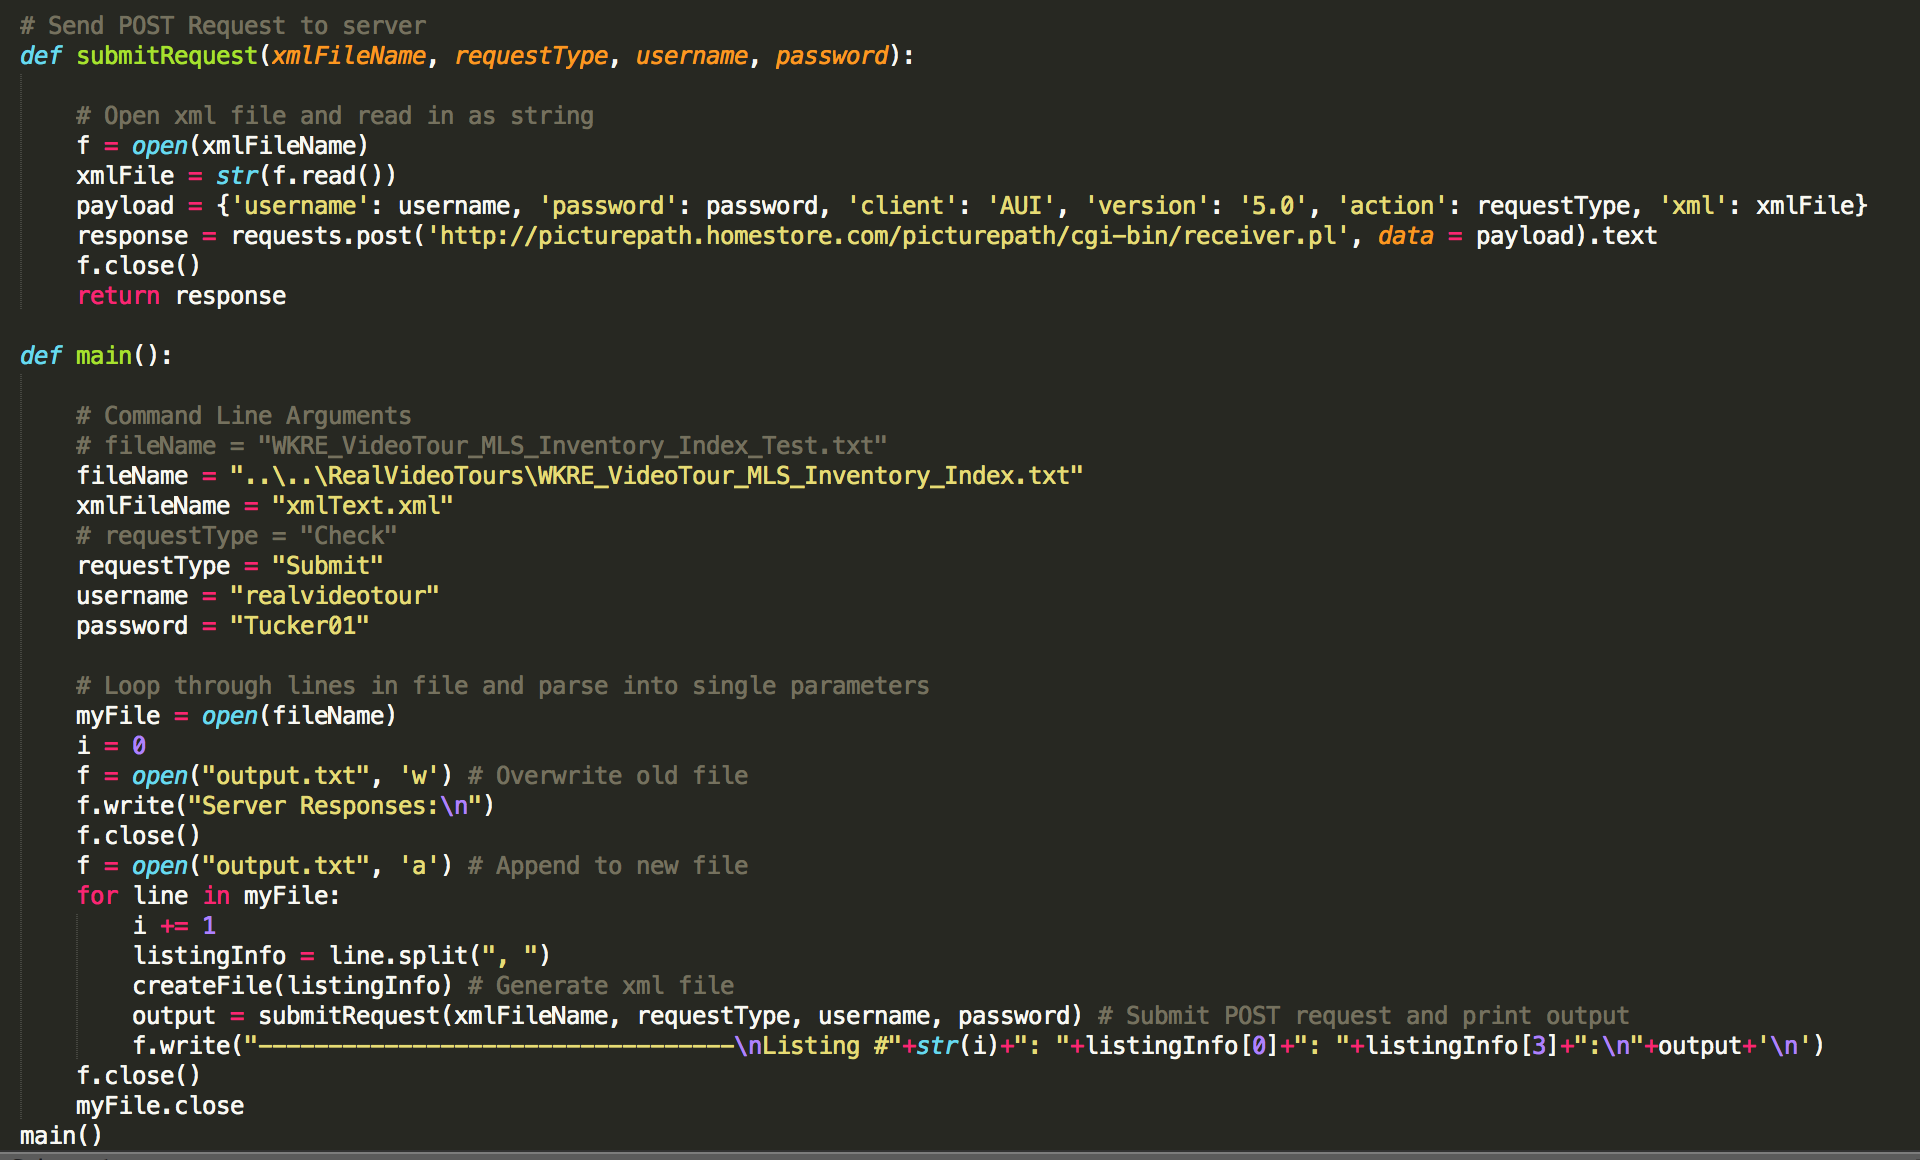 # Send POST Request to server
def submitRequest(xmlFileName, requestType, username, password):
# Open xml file and read in as string
f = open(xmlFileName)
xmlFile = str(f.read())
payload = {'username': username, 'password': password, 'client': 'AUI', 'version': '5.0', 'action': requestType, 'xml': xmlFile}
response = requests.post('http://picturepath.homestore.com/picturepath/cgi-bin/receiver.pl', data = payload).text
f.close()
return response
def main():
# Command Line Arguments
# fileName = "WKRE_VideoTour_MLS_Inventory_Index_Test.txt"
fileName = "..\..\RealVideoTours\WKRE_VideoTour_MLS_Inventory_Index.txt"
xmlFileName = "xmlText.xml"
# requestType = "Check"
requestType = "Submit"
username = "realvideotour"
password = "Tucker01"
# Loop through lines in file and parse into single parameters
myFile = open(fileName)
i = 0
f = open("output.txt", 'w') # Overwrite old file
f.write("Server Responses:\n")
f.close()
f = open("output.txt", 'a') # Append to new file
for line in myFile:
i += 1
listingInfo = line.split(", ")
createFile(listingInfo) # Generate xml file
output = submitRequest(xmlFileName, requestType, username, password) # Submit POST request and print output
f.write("----------------------------------\nListing #"+str(i)+": "+listingInfo[0]+": "+listingInfo[3]+":\n"+output+'\n')
f.close()
myFile.close
main()